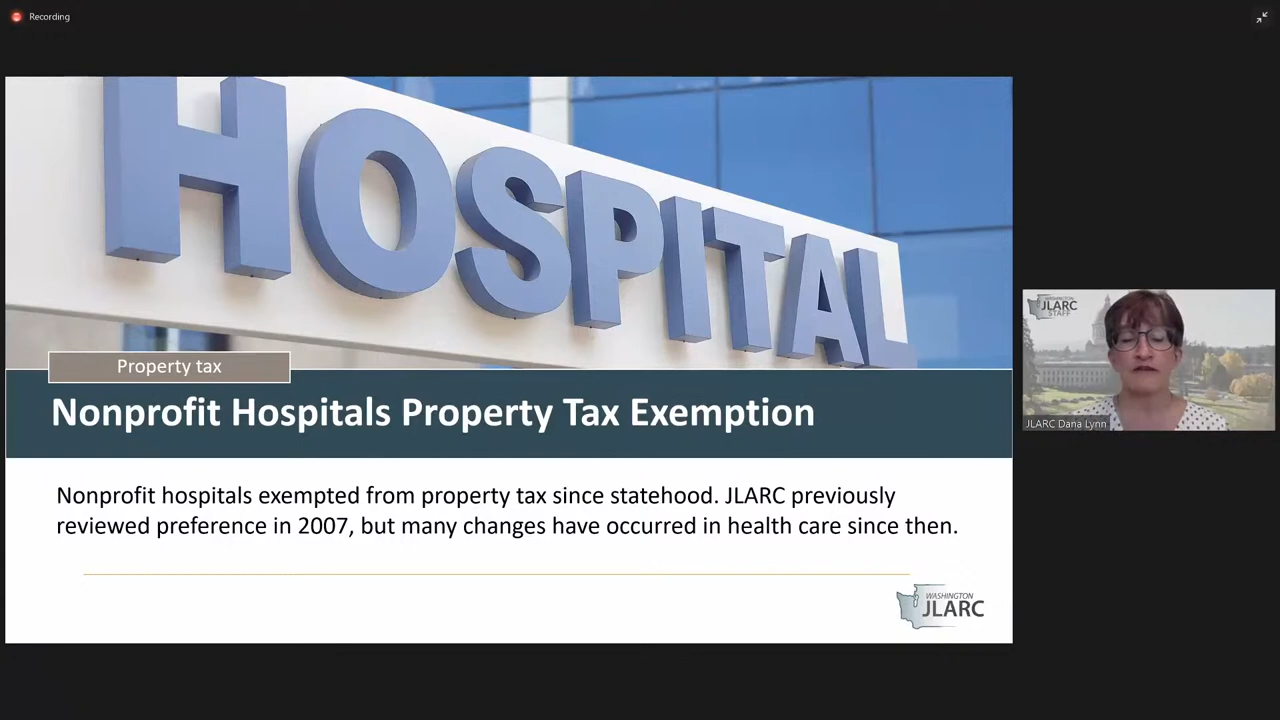 Recording
HOSPITAL
Property tax
Nonprofit Hospitals Property Tax Exemption
Nonprofit hospitals exempted from property tax since statehood. JLARC previously
reviewed preference in 2007, but many changes have occurred in health care since then.
WASHINGTON
JLARC
WASHINGTON
JLARC
STAFF
JLARC Dana Lynn